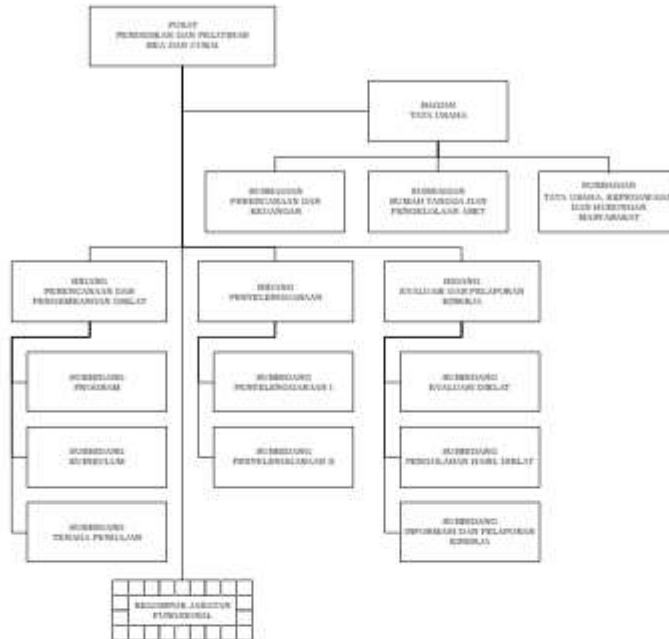 PUSAT
PENDIDIKAN DAN PELATIHAN
BEA DAN CUKAI
BAGIAN
TATA USAHA
SUBBAGIAN
PERENCANAAN DAN
KEUANGAN
SUBBAGIAN
RUMAH TANGGA DAN
PENGELOLAAN ASET
SUBBAGIAN
TATA USAHA, KEPEGAWAIAN
DAN HUBUNGAN
MASYARAKAT
BIDANG
PERENCANAAN DAN
PENGEMBANGAN DIKLAT
BIDANG
PENYELENGGARAAN
BIDANG
EVALUASI DAN PELAPORAN
KINERJA
SUBBIDANG
PROGRAM
SUBBIDANG
PENYELENGGARAAN I
SUBBIDANG
EVALUASI DIKLAT
SUBBIDANG
KURIKULUM
SUBBIDANG
PENYELENGGARAAN II
SUBBIDANG
PENGOLAHAN HASIL DIKLAT
SUBBIDANG
TENAGA PENGAJAR
SUBBIDANG
INFORMASI DAN PELAPORAN
KINERJA
KELOMPOK JABATAN
FUNGSIONAL